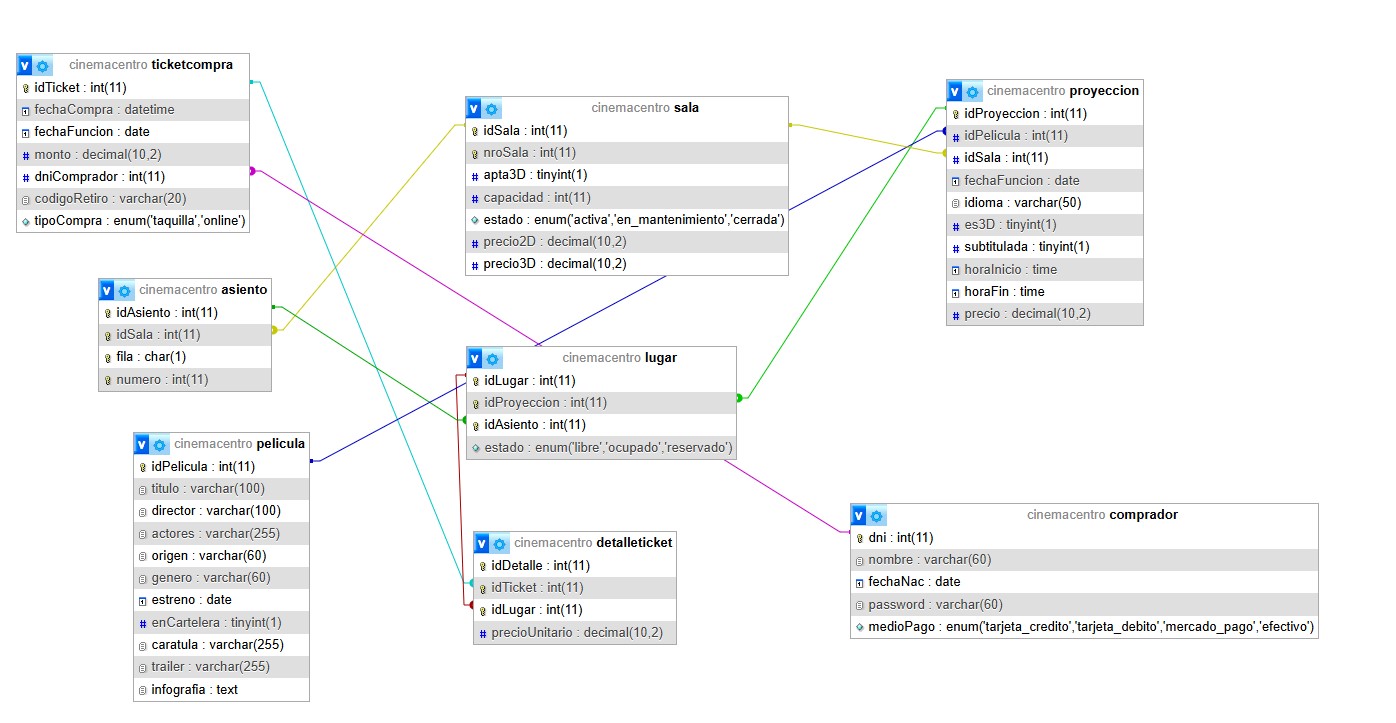 cinemacentro ticketcompra
idTicket : int(11)
fechaCompra : datetime
fechaFuncion : date
monto : decimal(10,2)
dniComprador : int(11)
codigoRetiro : varchar(20)
tipoCompra : enum('taquilla','online')
cinemacentro sala
idSala : int(11)
nroSala : int(11)
apta3D : tinyint(1)
capacidad : int(11)
estado : enum('activa','en_mantenimiento','cerrada')
precio2D : decimal(10,2)
precio3D : decimal(10,2)
cinemacentro proyeccion
idProyeccion : int(11)
idPelicula : int(11)
idSala : int(11)
fechaFuncion : date
idioma : varchar(50)
es3D : tinyint(1)
subtitulada : tinyint(1)
horaInicio : time
horaFin : time
precio : decimal(10,2)
cinemacentro asiento
idAsiento : int(11)
idSala : int(11)
fila : char(1)
numero : int(11)
cinemacentro lugar
idLugar : int(11)
idProyeccion : int(11)
idAsiento : int(11)
estado : enum('libre','ocupado','reservado')
cinemacentro pelicula
idPelicula : int(11)
titulo : varchar(100)
director : varchar(100)
actores : varchar(255)
origen : varchar(60)
genero : varchar(60)
estreno : date
enCartelera : tinyint(1)
caratula : varchar(255)
trailer : varchar(255)
infografia : text
cinemacentro detalleticket
idDetalle : int(11)
idTicket : int(11)
idLugar : int(11)
precioUnitario : decimal(10,2)
cinemacentro comprador
dni : int(11)
nombre : varchar(60)
fechaNac : date
password : varchar(60)
medioPago : enum('tarjeta_credito','tarjeta_debito','mercado_pago','efectivo')